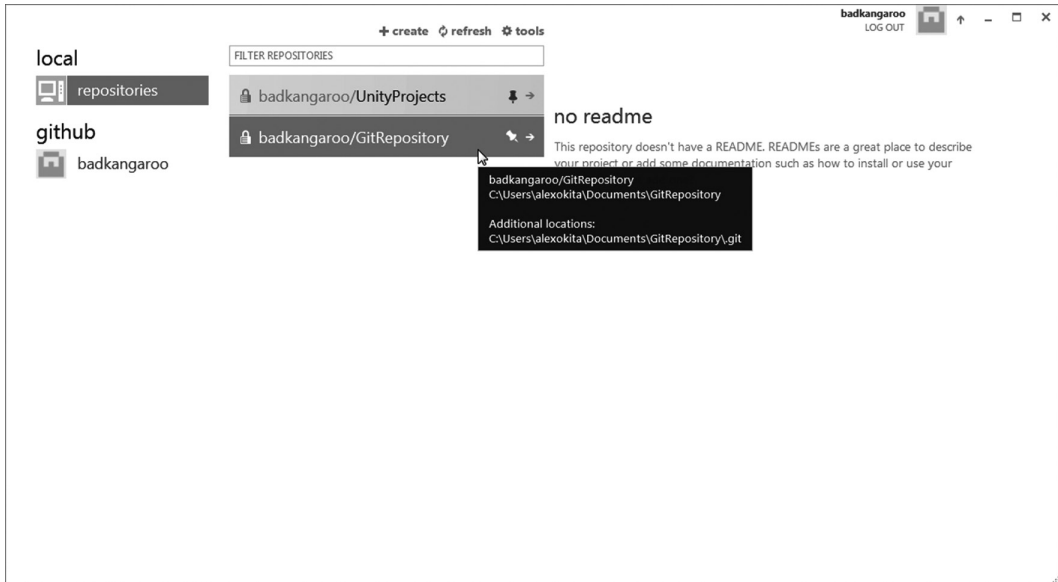 badkangaroo
LOG OUT
+ create refresh tools
local
FILTER REPOSITORIES
repositories
badkangaroo/UnityProjects
github
badkangaroo/GitRepository
badkangaroo
no readme
This repository doesn't have a README. READMEs are a great place to describe
your project or add some documentation such as how to install or use your
badkangaroo/GitRepository
C:\Users\alexokita\Documents\GitRepository
Additional locations:
C:\Users\alexokita\Documents\GitRepository\.git